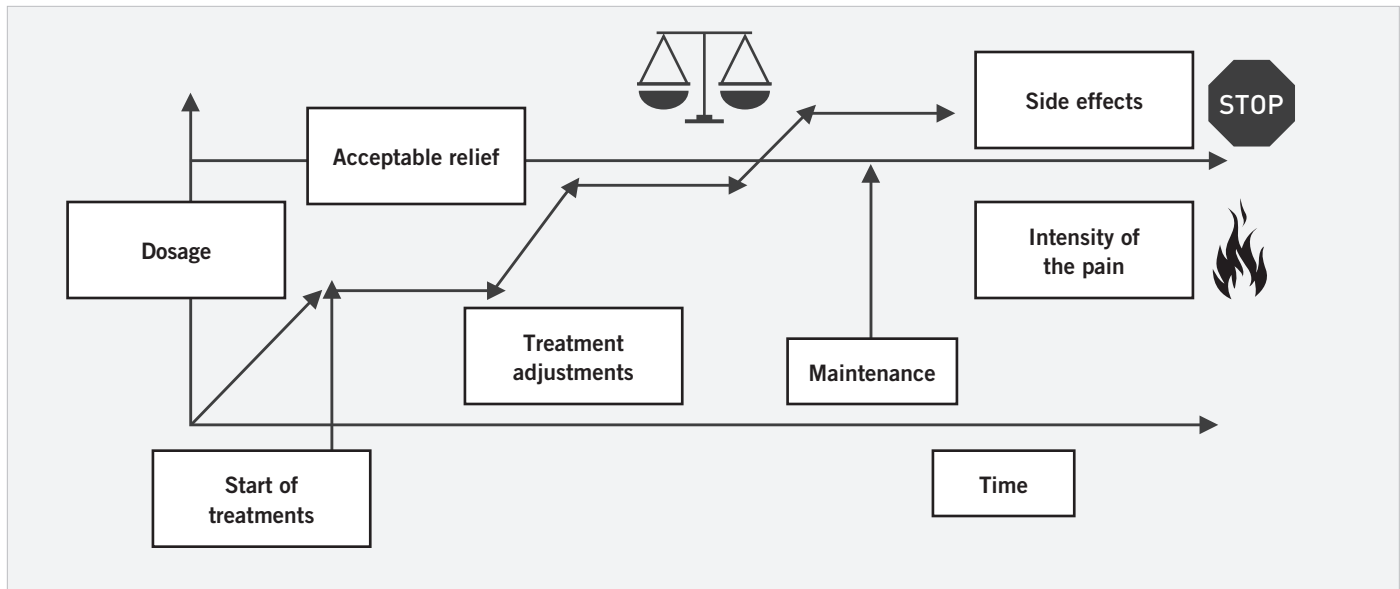 Side effects
STOP
Acceptable relief
Dosage
Intensity of
the pain
Treatment
adjustments
Maintenance
Start of
treatments
Time